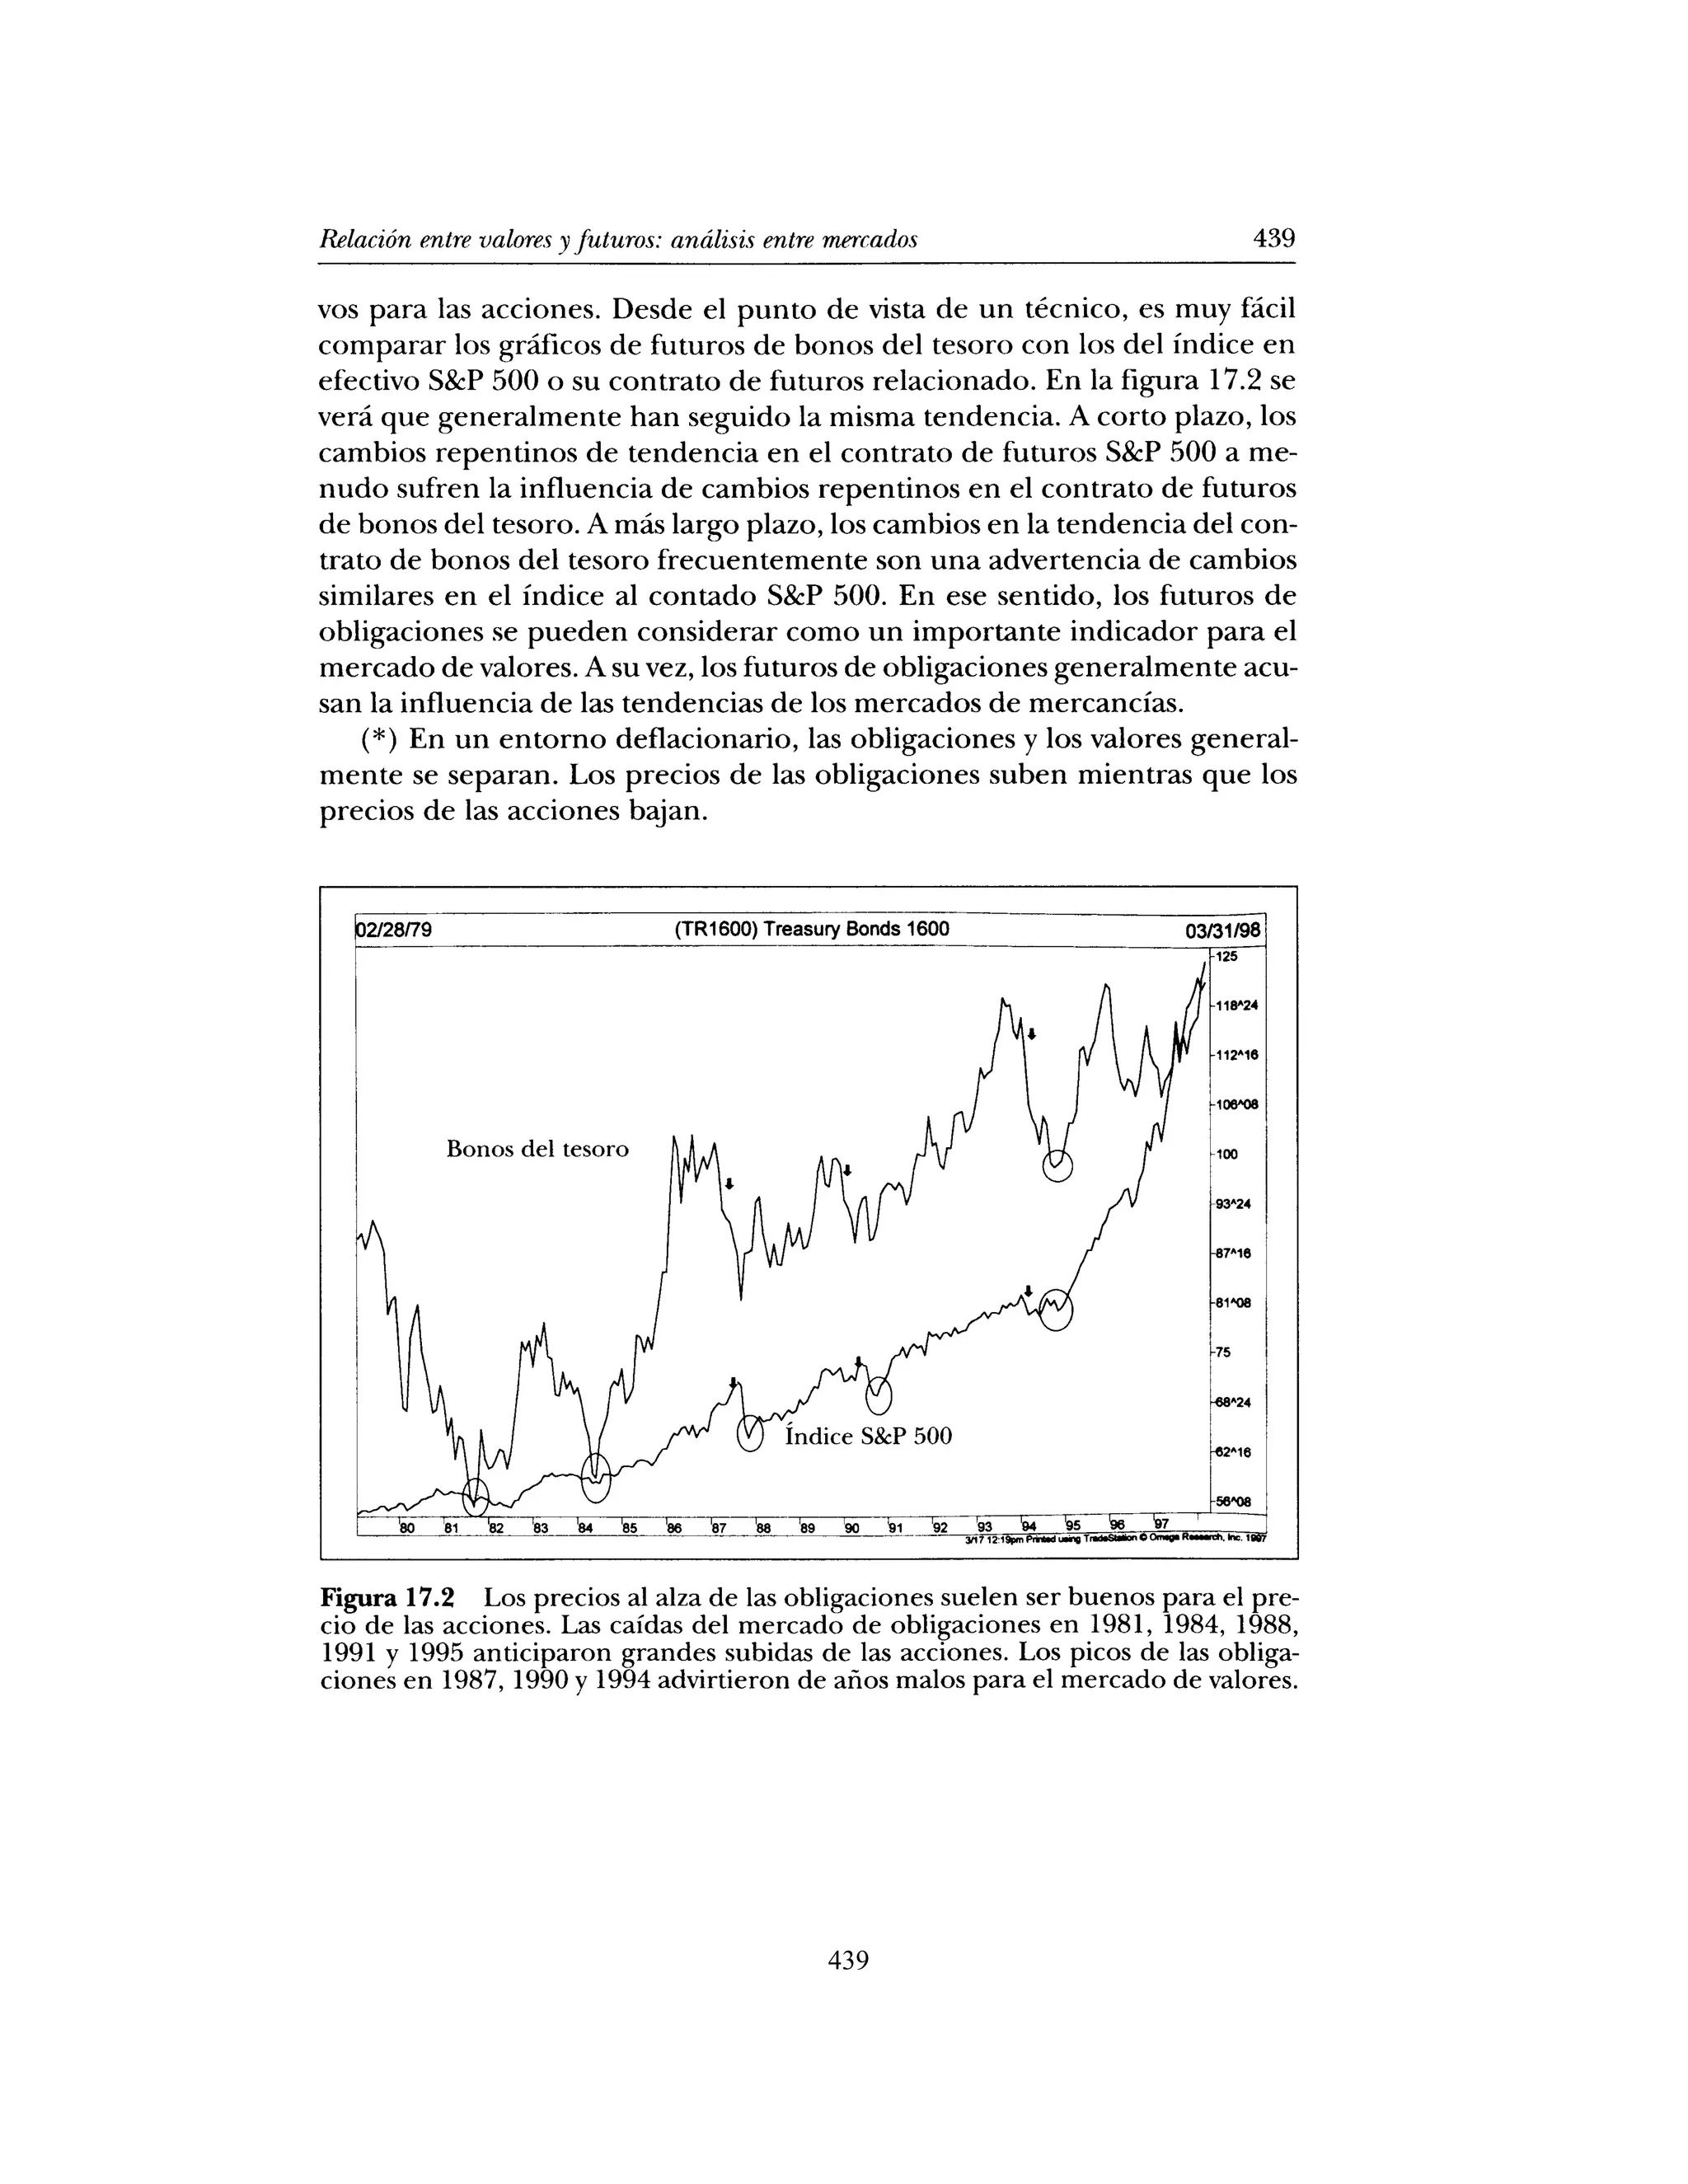 Relación entre valores y futuros: análisis entre mercados 439
vos para las acciones. Desde el punto de vista de un técnico, es muy fácil
comparar los gráficos de futuros de bonos del tesoro con los del índice en
efectivo S&P 500 o su contrato de futuros relacionado. En la figura 17.2 se
verá que generalmente han seguido la misma tendencia. A corto plazo, los
cambios repentinos de tendencia en el contrato de futuros S&P 500 a me-
nudo sufren la influencia de cambios repentinos en el contrato de futuros
de bonos del tesoro. A más largo plazo, los cambios en la tendencia del con-
trato de bonos del tesoro frecuentemente son una advertencia de cambios
similares en el índice al contado S&P 500. En ese sentido, los futuros de
obligaciones se pueden considerar como un importante indicador para el
mercado de valores. A su vez, los futuros de obligaciones generalmente acu-
san la influencia de las tendencias de los mercados de mercancías.
(*) En un entorno deflacionario, las obligaciones y los valores general-
mente se separan. Los precios de las obligaciones suben mientras que los
precios de las acciones bajan.
02/28/79 (TR1600) Treasury Bonds 1600 03/31/98
125
118^24
112^16
106^08
Bonos del tesoro
100
93^24
87^16
81^08
75
68^24
Índice S&P 500
62^16
56^08
'80 '81 '82 '83 '84 '85 '86 '87 '88 '89 '90 '91 '92 '93 '94 '95 '96 '97
3/17 12:19pm Printed using TradeStation © Omega Research, Inc. 1997
Figura 17.2 Los precios al alza de las obligaciones suelen ser buenos para el pre-
cio de las acciones. Las caídas del mercado de obligaciones en 1981, 1984, 1988,
1991 y 1995 anticiparon grandes subidas de las acciones. Los picos de las obliga-
ciones en 1987, 1990 y 1994 advirtieron de años malos para el mercado de valores.
439